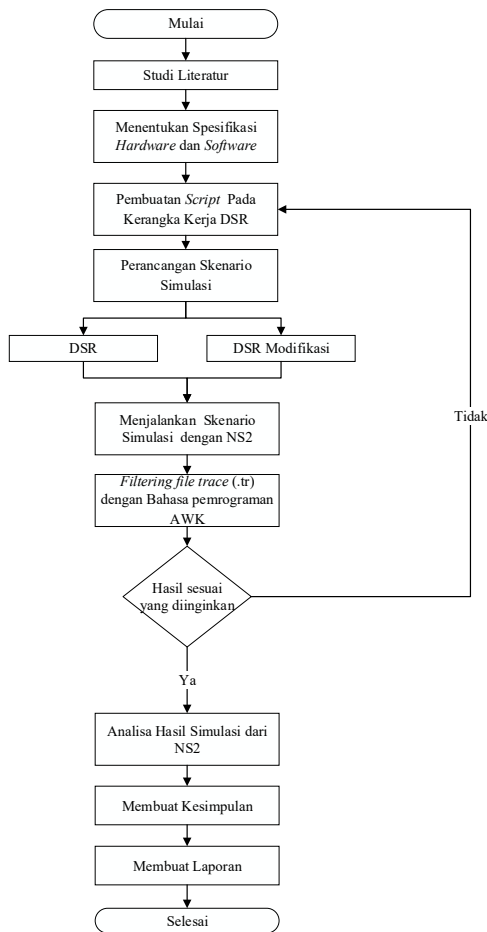 Mulai
Studi Literatur
Menentukan Spesifikasi
Hardware dan Software
Pembuatan Script Pada
Kerangka Kerja DSR
Perancangan Skenario
Simulasi
DSR
DSR Modifikasi
Menjalankan Skenario
Simulasi dengan NS2
Tidak
Filtering file trace (.tr)
dengan Bahasa pemrograman
AWK
Hasil sesuai
yang diinginkan
Ya
Analisa Hasil Simulasi dari
NS2
Membuat Kesimpulan
Membuat Laporan
Selesai